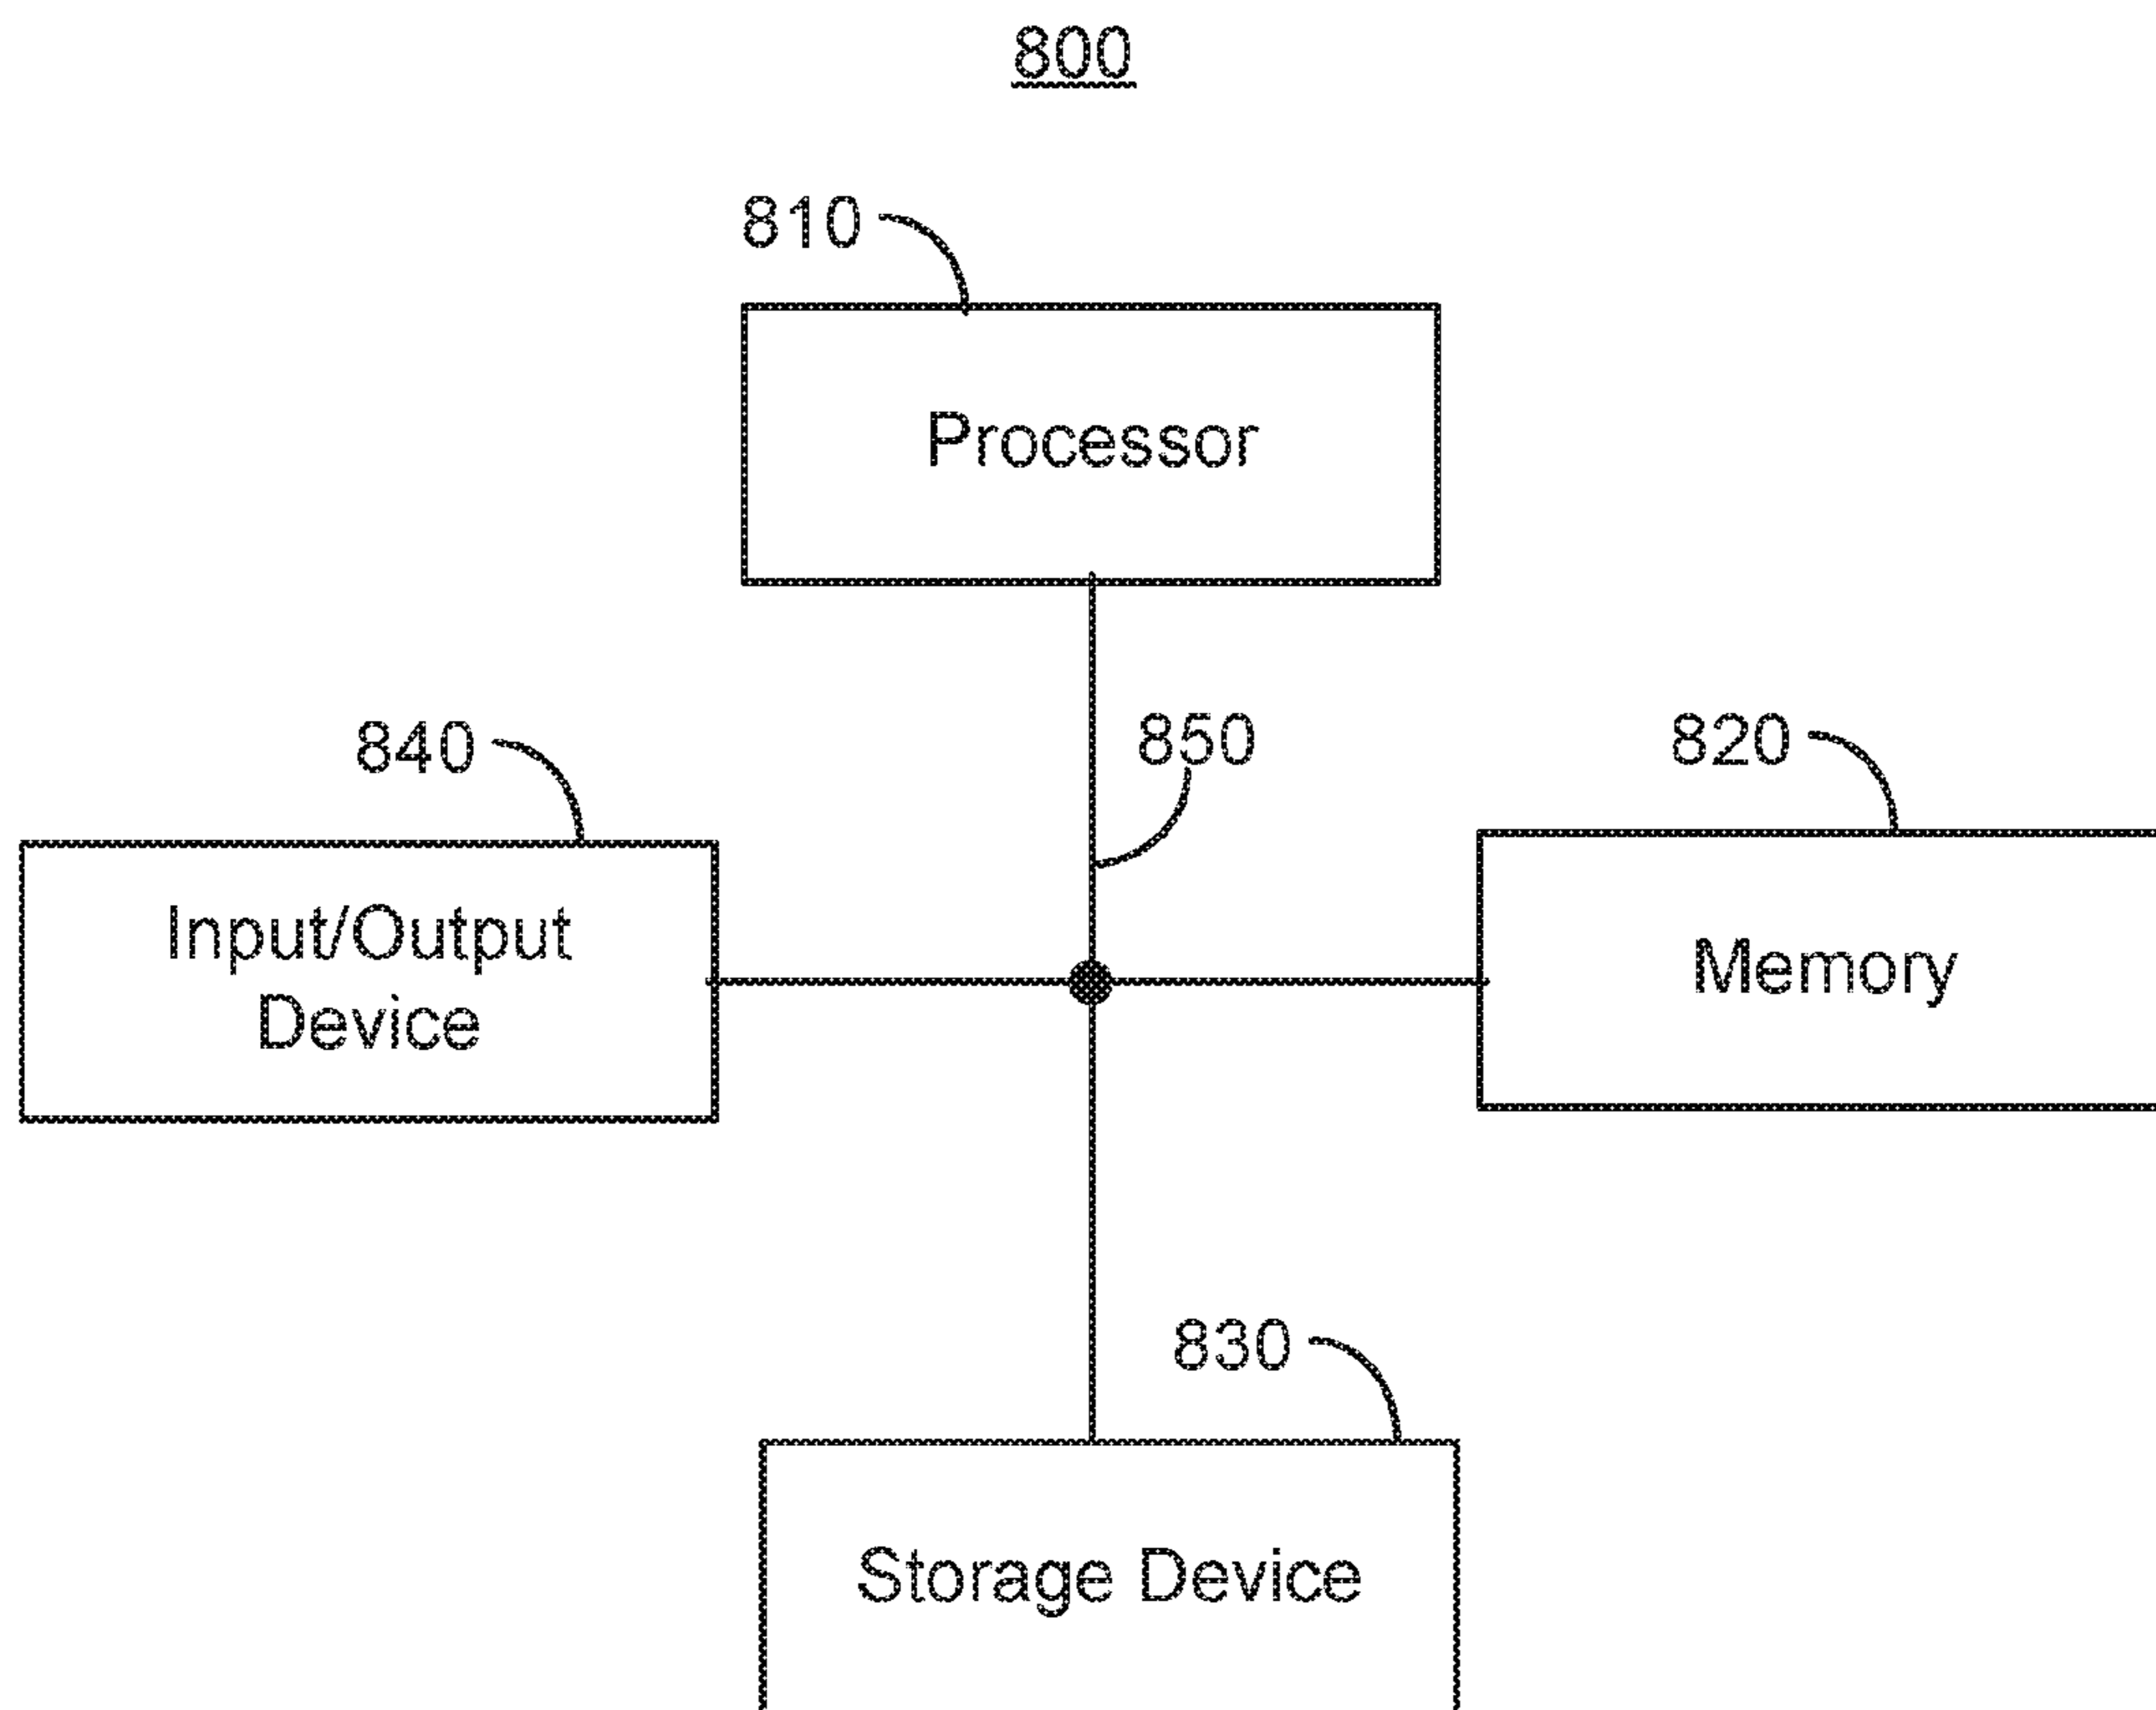 800
810
Processor
840
850
820
Input/Output
Device
Memory
830
Storage Device